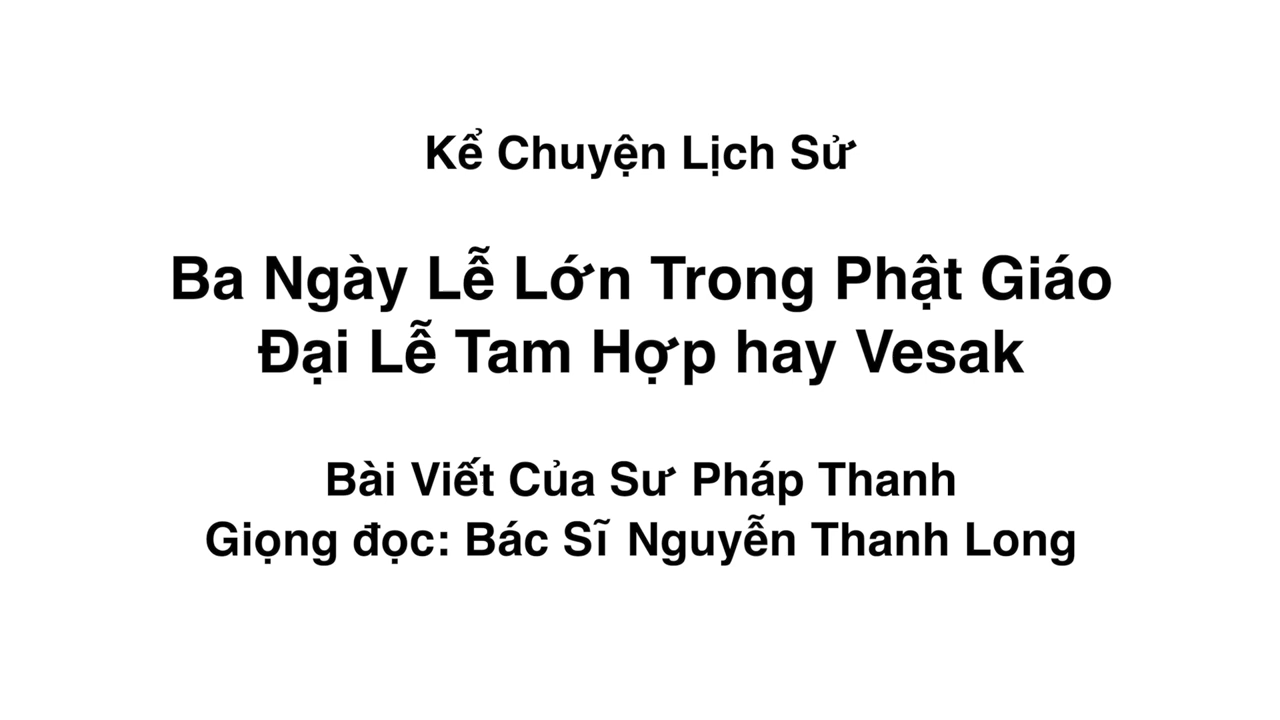 Kể Chuyện Lịch Sử
Ba Ngày Lễ Lớn Trong Phật Giáo
Đại Lễ Tam Hợp hay Vesak
Bài Viết Của Sư Pháp Thanh
Giọng đọc: Bác Sĩ Nguyễn Thanh Long